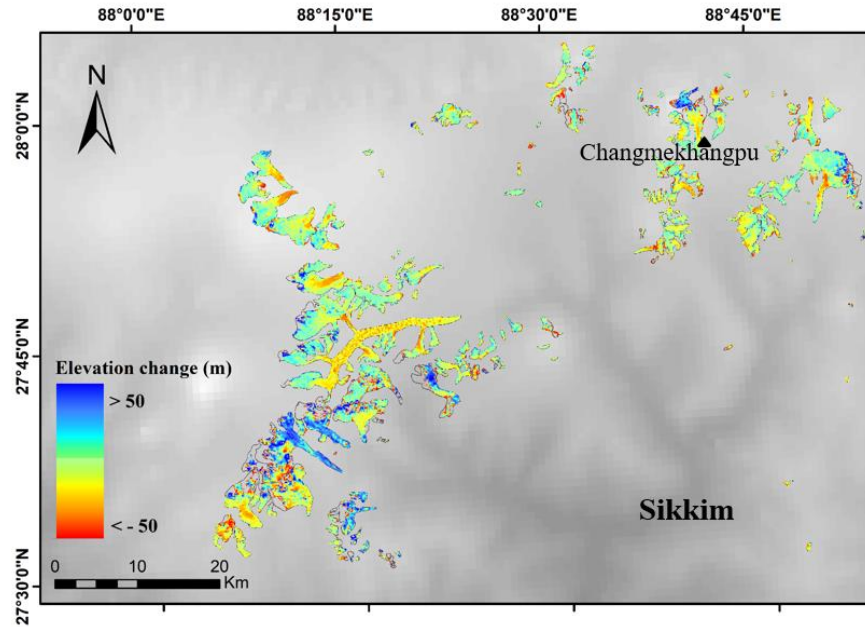 88°0'0"E 88°15'0"E 88°30'0"E 88°45'0"E
N
28°0'0"N
Changmekhangpu
27°45'0"N
Elevation change (m)
> 50
< - 50
Sikkim
0 10 20
Km
27°30'0"N